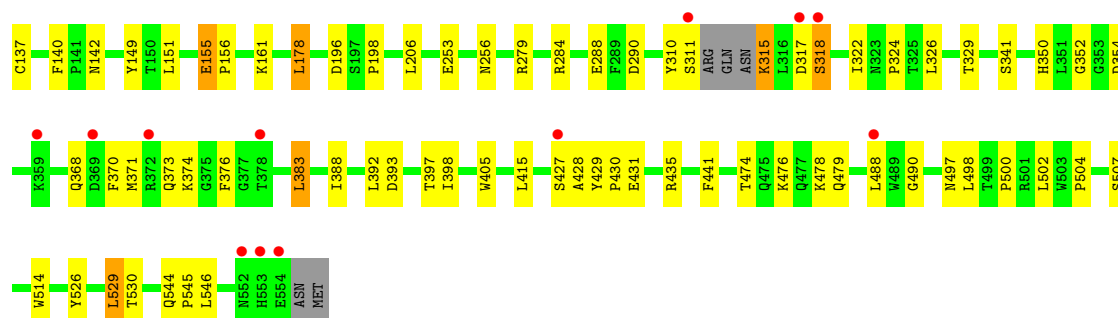 C137 F140 P141 N142 Y149 T150 L151 E155 P156 K161 L178 D196 S197 P198 L206 E253 N256 R279 R284 E288 F289 D290 Y310 S311 ARG GLN ASN K315 L316 D317 S318 I322 N323 P324 T325 L326 T329 S341 H350 L351 G352 G353 D354
K359 Q368 D369 F370 M371 R372 Q373 K374 G375 F376 G377 T378 L383 I388 L392 D393 T397 I398 W405 L415 S427 A428 Y429 P430 E431 R435 F441 T474 Q475 K476 Q477 K478 Q479 L488 W489 G490 N497 L498 T499 P500 R501 L502 W503 P504 S507
W514 Y526 L529 T530 Q544 P545 L546 N552 H553 E554 ASN MET